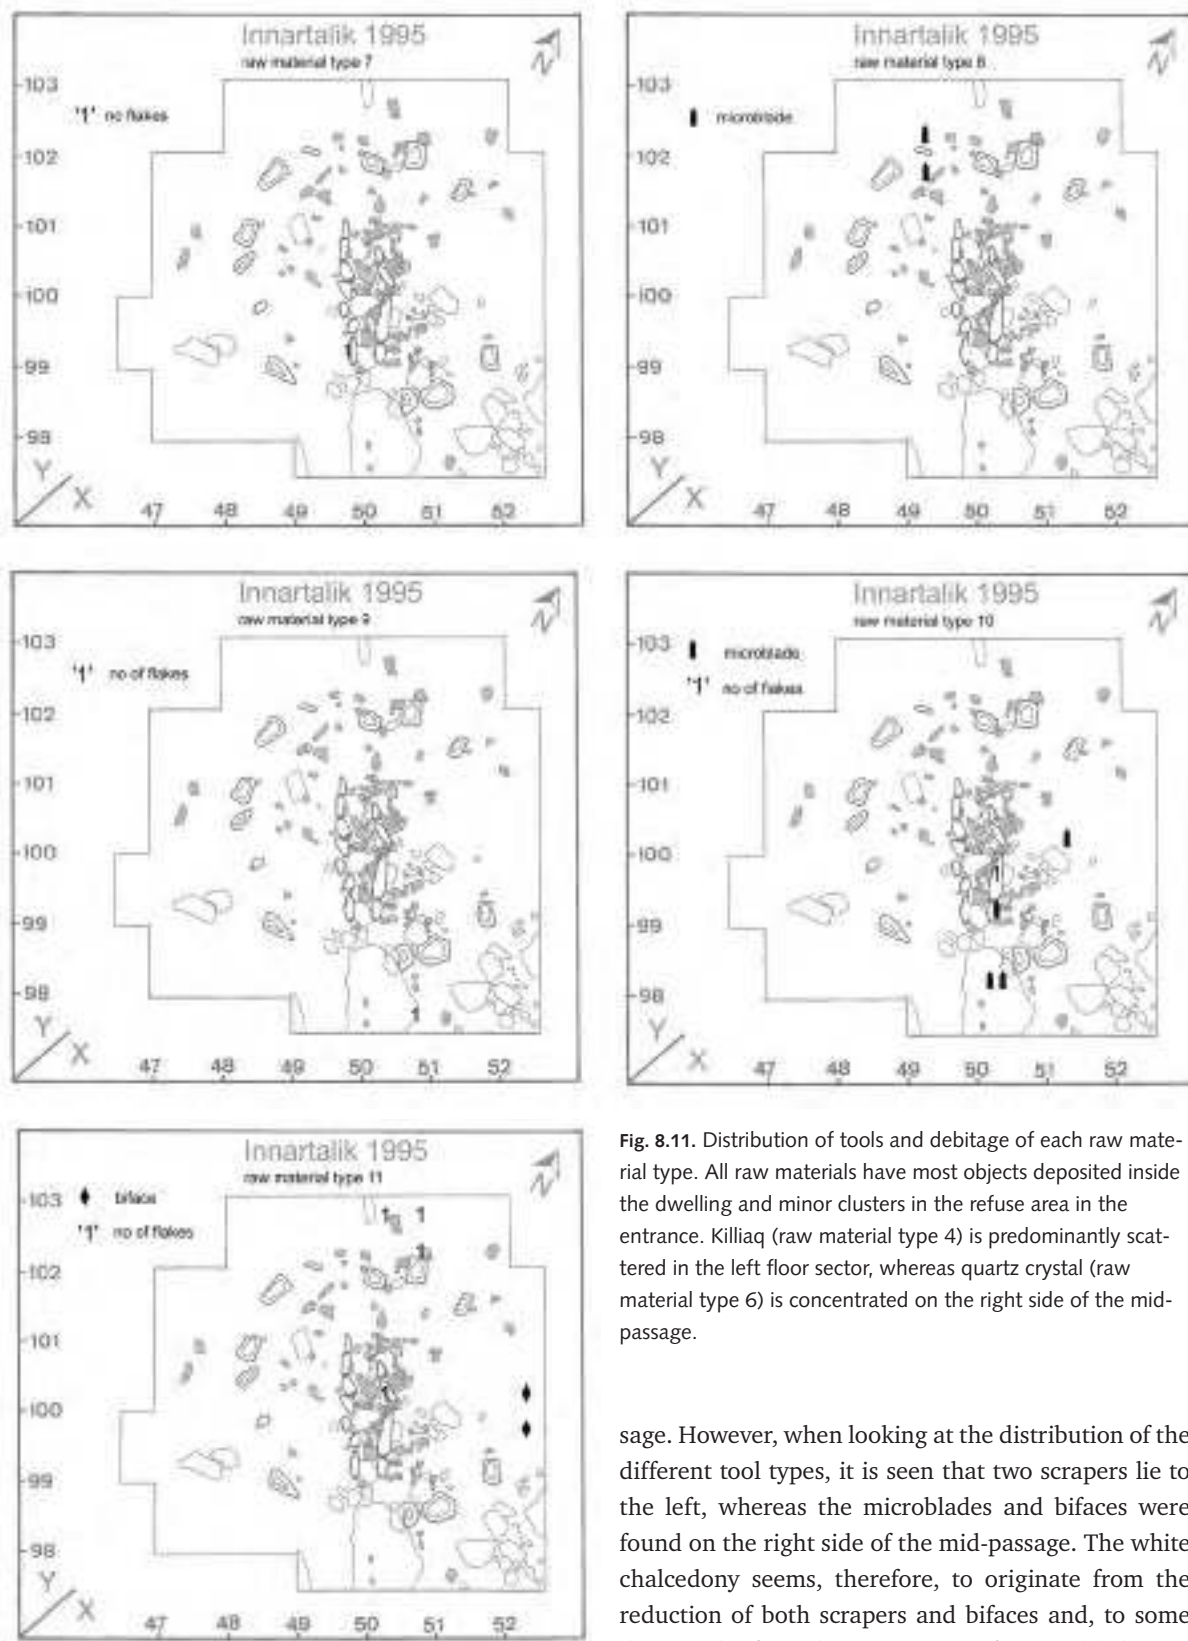 Innartalik 1995
raw material type 7
'1' no flakes
103
102
101
100
99
98
Y
X
47 48 49 50 51 52
N
1
Innartalik 1995
raw material type 8
microblade
103
102
101
100
99
98
Y
X
47 48 49 50 51 52
N
Innartalik 1995
raw material type 9
'1' no of flakes
103
102
101
100
99
98
Y
X
47 48 49 50 51 52
N
1
Innartalik 1995
raw material type 10
microblade
'1' no of flakes
103
102
101
100
99
98
Y
X
47 48 49 50 51 52
N
1
Innartalik 1995
raw material type 11
biface
'1' no of flakes
103
102
101
100
99
98
Y
X
47 48 49 50 51 52
N
1 1
1
1
Fig. 8.11. Distribution of tools and debitage of each raw mate-
rial type. All raw materials have most objects deposited inside
the dwelling and minor clusters in the refuse area in the
entrance. Killiaq (raw material type 4) is predominantly scat-
tered in the left floor sector, whereas quartz crystal (raw
material type 6) is concentrated on the right side of the mid-
passage.
sage. However, when looking at the distribution of the
different tool types, it is seen that two scrapers lie to
the left, whereas the microblades and bifaces were
found on the right side of the mid-passage. The white
chalcedony seems, therefore, to originate from the
reduction of both scrapers and bifaces and, to some